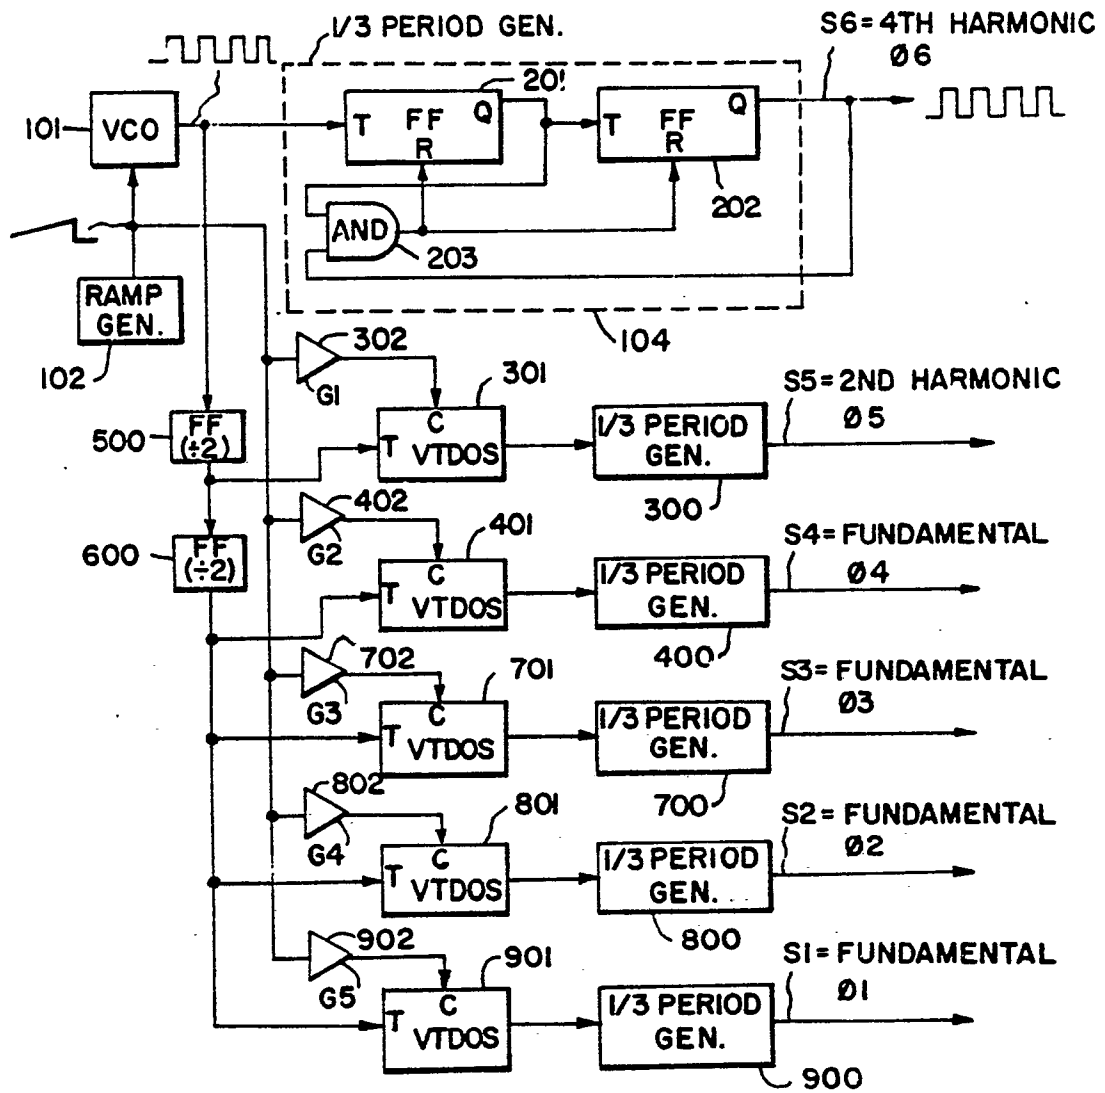 1/3 PERIOD GEN.
S6=4TH HARMONIC
Ø6
101
VCO
T
FF
R
Q
201
T
FF
R
Q
202
AND
203
RAMP
GEN.
102
104
302
G1
301
C
T
VTDOS
1/3 PERIOD
GEN.
300
S5=2ND HARMONIC
Ø5
500
FF
(÷2)
402
G2
401
C
T
VTDOS
1/3 PERIOD
GEN.
400
S4=FUNDAMENTAL
Ø4
600
FF
(÷2)
702
G3
701
C
T
VTDOS
1/3 PERIOD
GEN.
700
S3=FUNDAMENTAL
Ø3
802
G4
801
C
T
VTDOS
1/3 PERIOD
GEN.
800
S2=FUNDAMENTAL
Ø2
902
G5
901
C
T
VTDOS
1/3 PERIOD
GEN.
900
S1=FUNDAMENTAL
Ø1